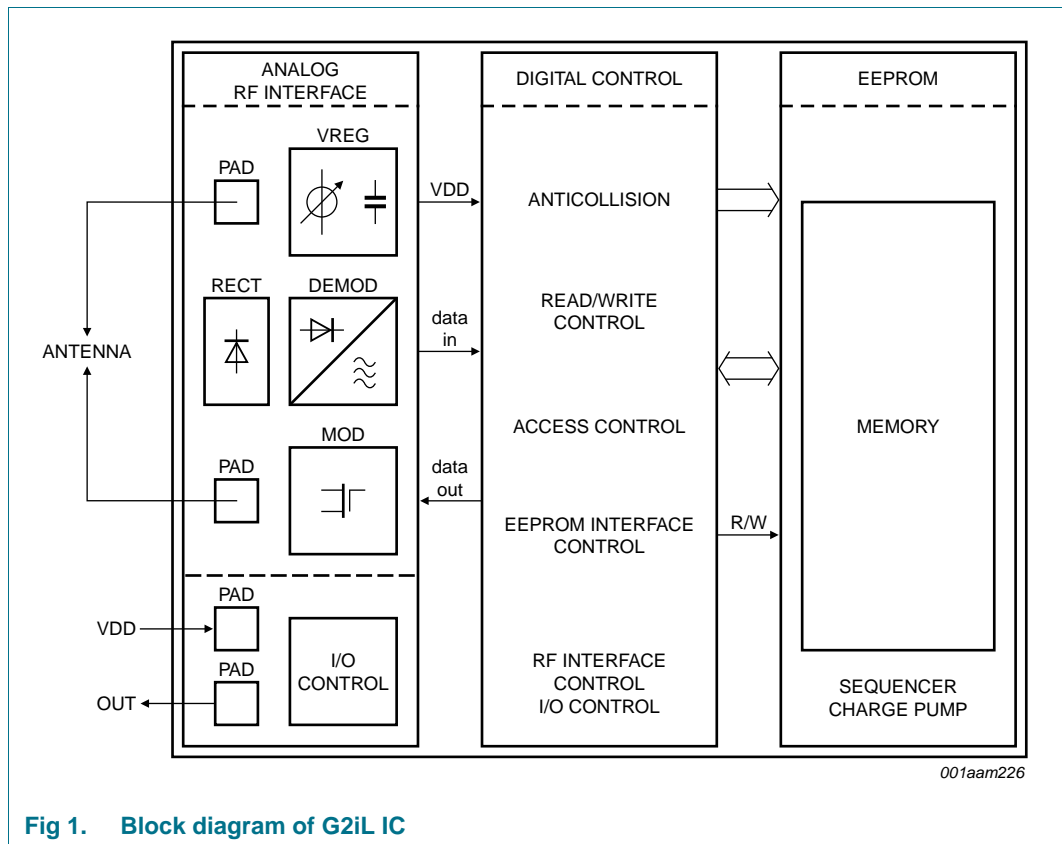 ANALOG
RF INTERFACE
VREG
PAD
RECT
DEMOD
ANTENNA
MOD
PAD
PAD
VDD
PAD
OUT
I/O
CONTROL
VDD
data
in
data
out
DIGITAL CONTROL
ANTICOLLISION
READ/WRITE
CONTROL
ACCESS CONTROL
EEPROM INTERFACE
CONTROL
RF INTERFACE
CONTROL
I/O CONTROL
R/W
EEPROM
MEMORY
SEQUENCER
CHARGE PUMP
001aam226
Fig 1. Block diagram of G2iL IC